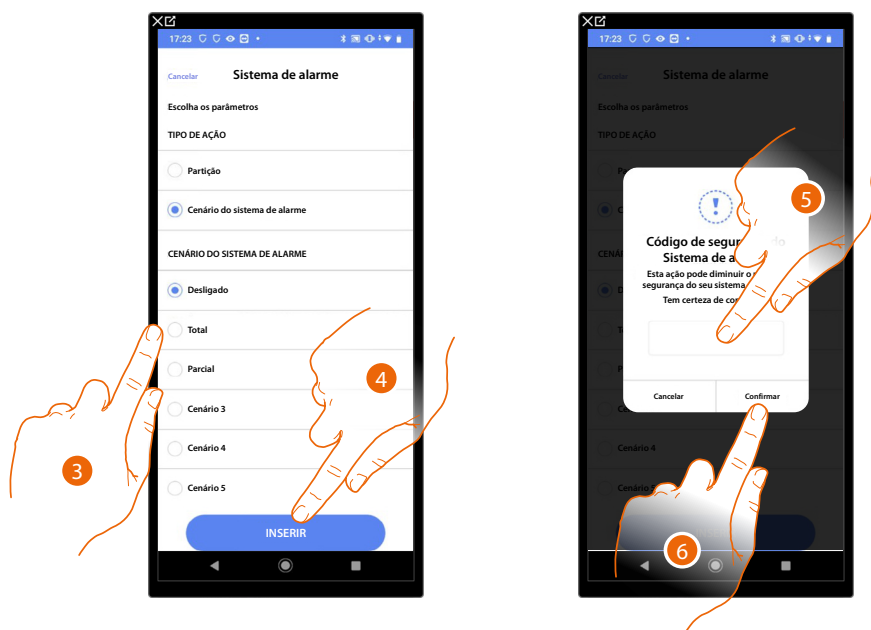 17:23
Cancelar
Sistema de alarme
Escolha os parâmetros
TIPO DE AÇÃO
Partição
Cenário do sistema de alarme
CENÁRIO DO SISTEMA DE ALARME
Desligado
Total
Parcial
Cenário 3
Cenário 4
Cenário 5
INSERIR
3
4
17:23
Cancelar
Sistema de alarme
Escolha os parâmetros
TIPO DE AÇÃO
Código de segur
Sistema de a
Esta ação pode diminuir o
segurança do seu sistema
Tem certeza de
Cancelar
Confirmar
Cenário 4
Cenário
5
6